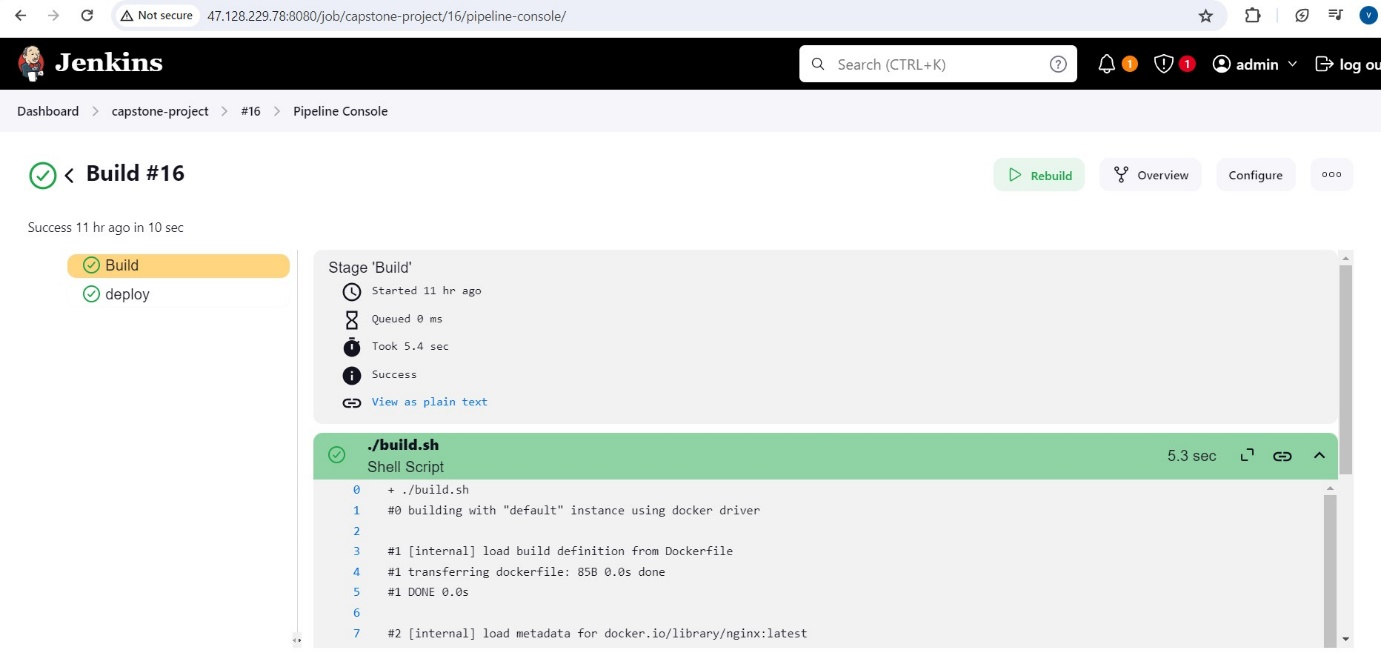 Not secure 47.128.229.78:8080/job/capstone-project/16/pipeline-console/ V
Jenkins Search (CTRL+K) ? 1 1 admin log ou
Dashboard > capstone-project > #16 > Pipeline Console
Build #16 Rebuild Overview Configure
Success 11 hr ago in 10 sec
Build
deploy
Stage 'Build'
Started 11 hr ago
Queued 0 ms
Took 5.4 sec
Success
View as plain text
./build.sh
Shell Script 5.3 sec
0 + ./build.sh
1 #0 building with "default" instance using docker driver
2
3 #1 [internal] load build definition from Dockerfile
4 #1 transferring dockerfile: 85B 0.0s done
5 #1 DONE 0.0s
6
7 #2 [internal] load metadata for docker.io/library/nginx:latest